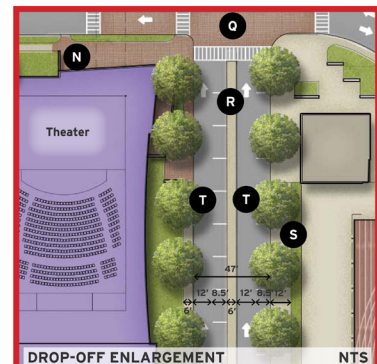 Q
N
R
Theater
T T
S
47'
12' 8.5' 12' 8.5' 12'
6' 6'
DROP-OFF ENLARGEMENT NTS